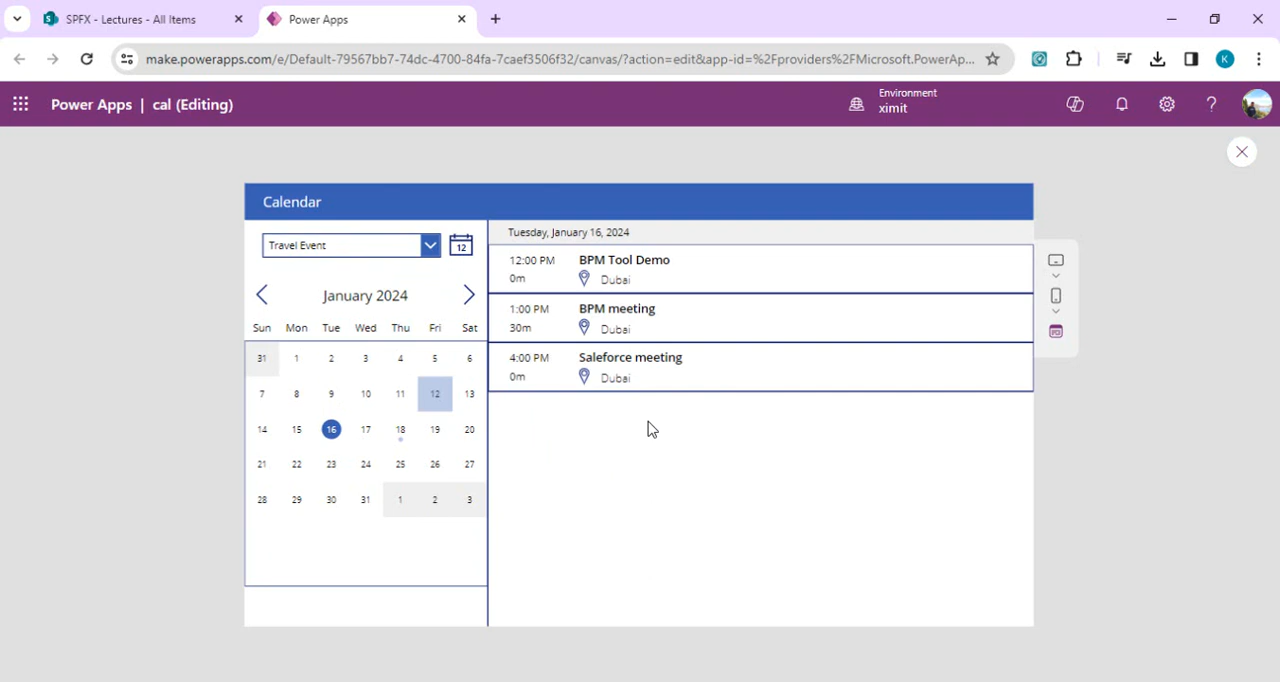 SPFX - Lectures - All Items
Power Apps
make.powerapps.com/e/Default-79567bb7-74dc-4700-84fa-7caef3506f32/canvas/?action=edit&app-id=%2Fproviders%2FMicrosoft.PowerAp...
K
Power Apps | cal (Editing)
Environment
ximit
Calendar
Travel Event
12
January 2024
Sun Mon Tue Wed Thu Fri Sat
31 1 2 3 4 5 6
7 8 9 10 11 12 13
14 15 16 17 18 19 20
21 22 23 24 25 26 27
28 29 30 31 1 2 3
Tuesday, January 16, 2024
12:00 PM BPM Tool Demo
0m Dubai
1:00 PM BPM meeting
30m Dubai
4:00 PM Saleforce meeting
0m Dubai